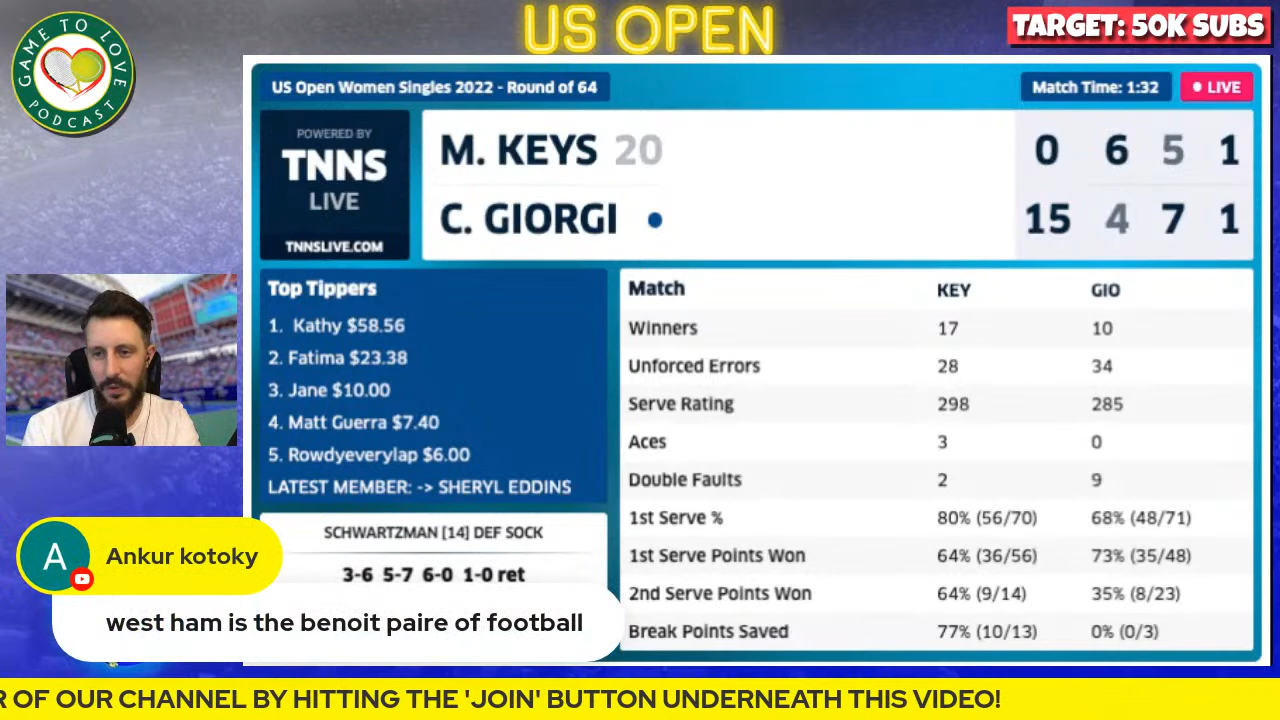 GAME TO LOVE
PODCAST
US OPEN
TARGET: 50K SUBS
US Open Women Singles 2022 - Round of 64
Match Time: 1:32
LIVE
POWERED BY
TNNS
LIVE
TNNSLIVE.COM
M. KEYS 20 0 6 5 1
C. GIORGI 15 4 7 1
Top Tippers
1. Kathy $58.56
2. Fatima $23.38
3. Jane $10.00
4. Matt Guerra $7.40
5. Rowdyeverylap $6.00
LATEST MEMBER: -> SHERYL EDDINS
SCHWARTZMAN [14] DEF SOCK
3-6 5-7 6-0 1-0 ret
Match KEY GIO
Winners 17 10
Unforced Errors 28 34
Serve Rating 298 285
Aces 3 0
Double Faults 2 9
1st Serve % 80% (56/70) 68% (48/71)
1st Serve Points Won 64% (36/56) 73% (35/48)
2nd Serve Points Won 64% (9/14) 35% (8/23)
Break Points Saved 77% (10/13) 0% (0/3)
A
Ankur kotoky
west ham is the benoit paire of football
R OF OUR CHANNEL BY HITTING THE 'JOIN' BUTTON UNDERNEATH THIS VIDEO!